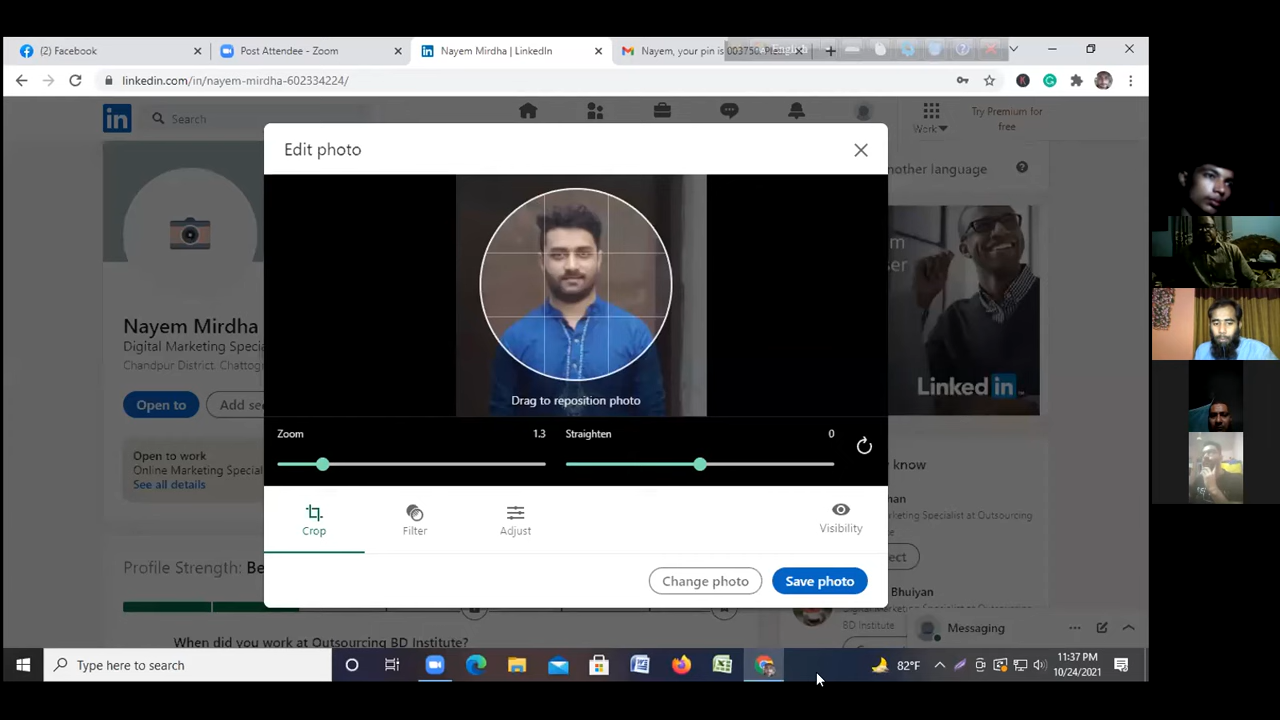 (2) Facebook
Post Attendee - Zoom
Nayem Mirdha | LinkedIn
Nayem, your pin is 003750. Plea
English
linkedin.com/in/nayem-mirdha-602334224/
in
Search
Work
Try Premium for
free
Edit photo
nother language
Nayem Mirdha
Digital Marketing Speci
Chandpur District, Chattog
Open to
Add se
Open to work
Online Marketing Special
See all details
Profile Strength: Be
When did you work at Outsourcing BD Institute?
Drag to reposition photo
Zoom
1.3
Straighten
0
Crop
Filter
Adjust
Visibility
Change photo
Save photo
Linked in
y know
Marketing Specialist at Outsourcing
ect
Bhuiyan
BD Institute
Messaging
Type here to search
82°F
11:37 PM
10/24/2021